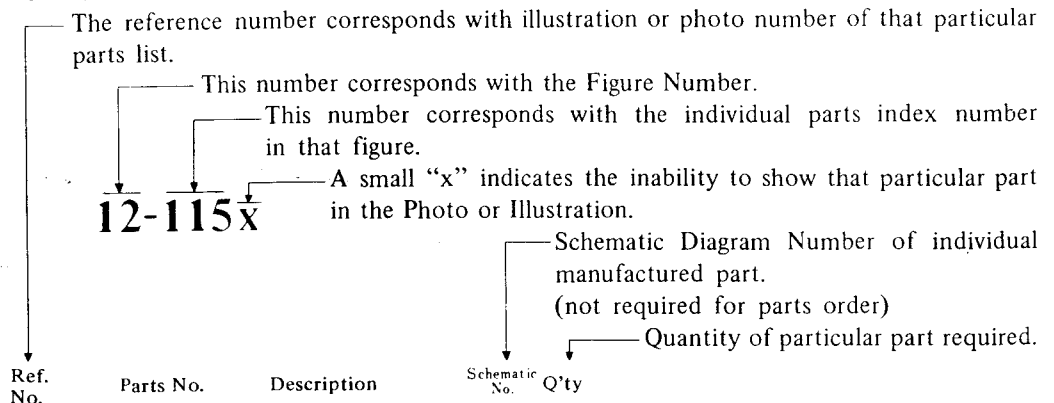 The reference number corresponds with illustration or photo number of that particular
parts list.
This number corresponds with the Figure Number.
This number corresponds with the individual parts index number
in that figure.
A small “x” indicates the inability to show that particular part
in the Photo or Illustration.
12-115x
Schematic Diagram Number of individual
manufactured part.
(not required for parts order)
Quantity of particular part required.
Ref. No. Parts No. Description Schematic No. Q'ty